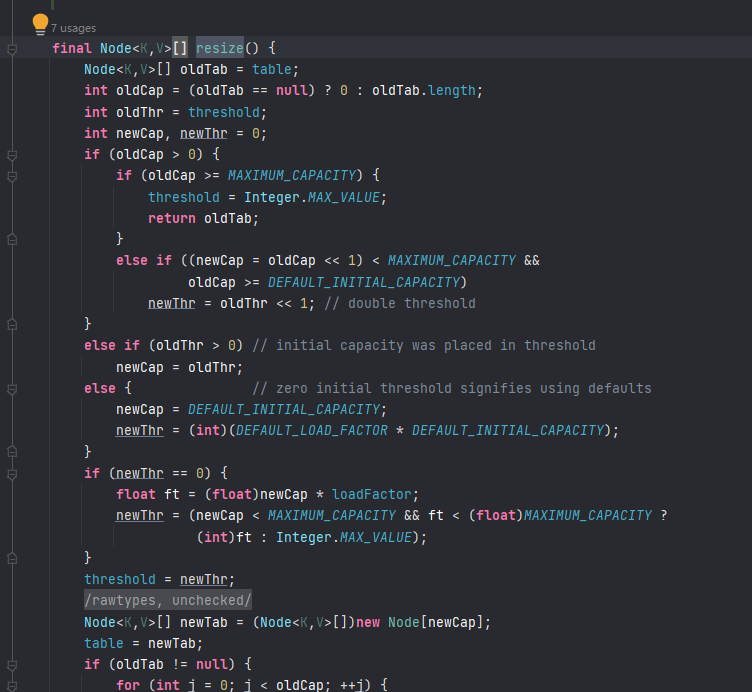 7 usages
final Node<K,V>[] resize() {
Node<K,V>[] oldTab = table;
int oldCap = (oldTab == null) ? 0 : oldTab.length;
int oldThr = threshold;
int newCap, newThr = 0;
if (oldCap > 0) {
if (oldCap >= MAXIMUM_CAPACITY) {
threshold = Integer.MAX_VALUE;
return oldTab;
}
else if ((newCap = oldCap << 1) < MAXIMUM_CAPACITY &&
oldCap >= DEFAULT_INITIAL_CAPACITY)
newThr = oldThr << 1; // double threshold
}
else if (oldThr > 0) // initial capacity was placed in threshold
newCap = oldThr;
else { // zero initial threshold signifies using defaults
newCap = DEFAULT_INITIAL_CAPACITY;
newThr = (int)(DEFAULT_LOAD_FACTOR * DEFAULT_INITIAL_CAPACITY);
}
if (newThr == 0) {
float ft = (float)newCap * loadFactor;
newThr = (newCap < MAXIMUM_CAPACITY && ft < (float)MAXIMUM_CAPACITY ?
(int)ft : Integer.MAX_VALUE);
}
threshold = newThr;
/rawtypes, unchecked/
Node<K,V>[] newTab = (Node<K,V>[])new Node[newCap];
table = newTab;
if (oldTab != null) {
for (int j = 0; j < oldCap; ++j) {